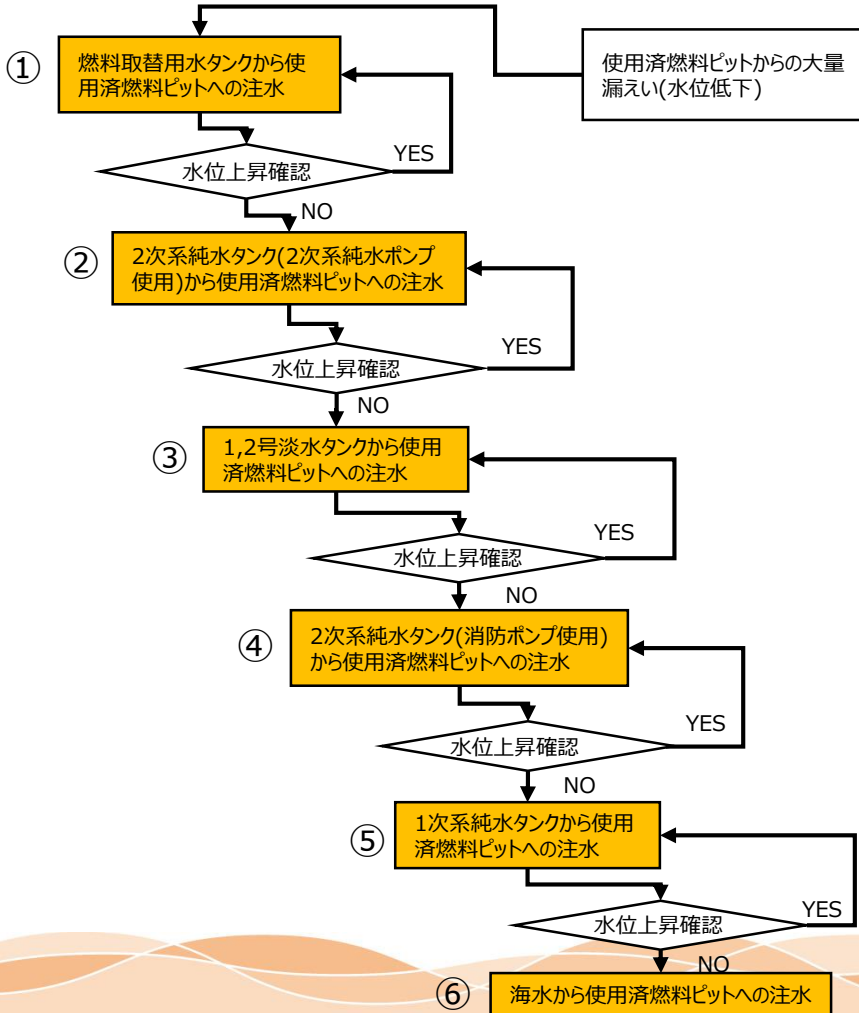 使用済燃料ピットからの大量
漏えい(水位低下)
①
燃料取替用水タンクから使
用済燃料ピットへの注水
YES
水位上昇確認
NO
②
2次系純水タンク(2次系純水ポンプ
使用)から使用済燃料ピットへの注水
YES
水位上昇確認
NO
③
1,2号淡水タンクから使用
済燃料ピットへの注水
YES
水位上昇確認
NO
④
2次系純水タンク(消防ポンプ使用)
から使用済燃料ピットへの注水
YES
水位上昇確認
NO
⑤
1次系純水タンクから使用
済燃料ピットへの注水
YES
水位上昇確認
NO
⑥
海水から使用済燃料ピットへの注水